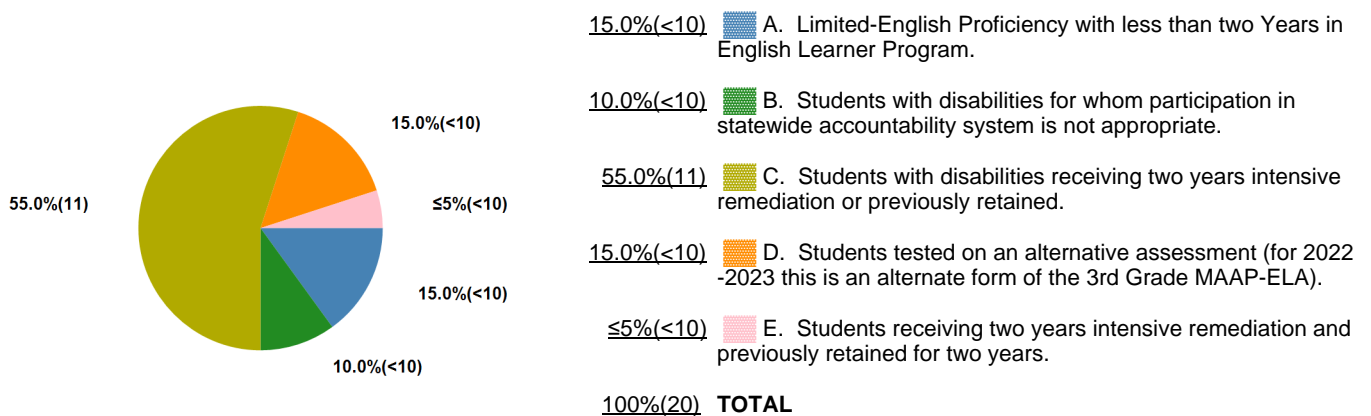 15.0%(<10)
55.0%(11)
≤5%(<10)
15.0%(<10)
10.0%(<10)
15.0%(<10) A. Limited-English Proficiency with less than two Years in
English Learner Program.
10.0%(<10) B. Students with disabilities for whom participation in
statewide accountability system is not appropriate.
55.0%(11) C. Students with disabilities receiving two years intensive
remediation or previously retained.
15.0%(<10) D. Students tested on an alternative assessment (for 2022
-2023 this is an alternate form of the 3rd Grade MAAP-ELA).
≤5%(<10) E. Students receiving two years intensive remediation and
previously retained for two years.
100%(20) TOTAL